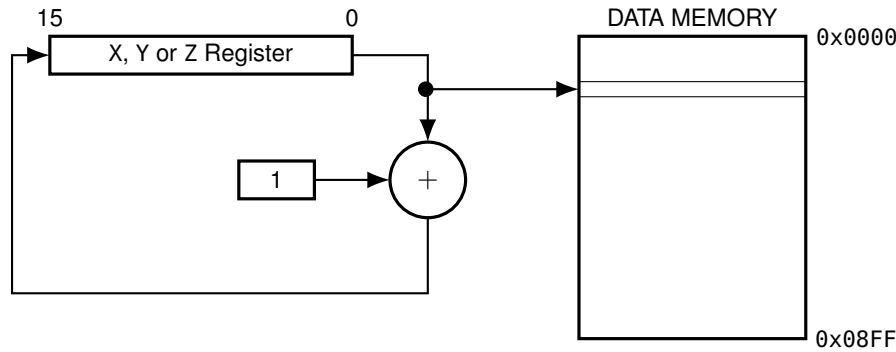 15 0 DATA MEMORY
X, Y or Z Register 0x0000
1 +
0x08FF